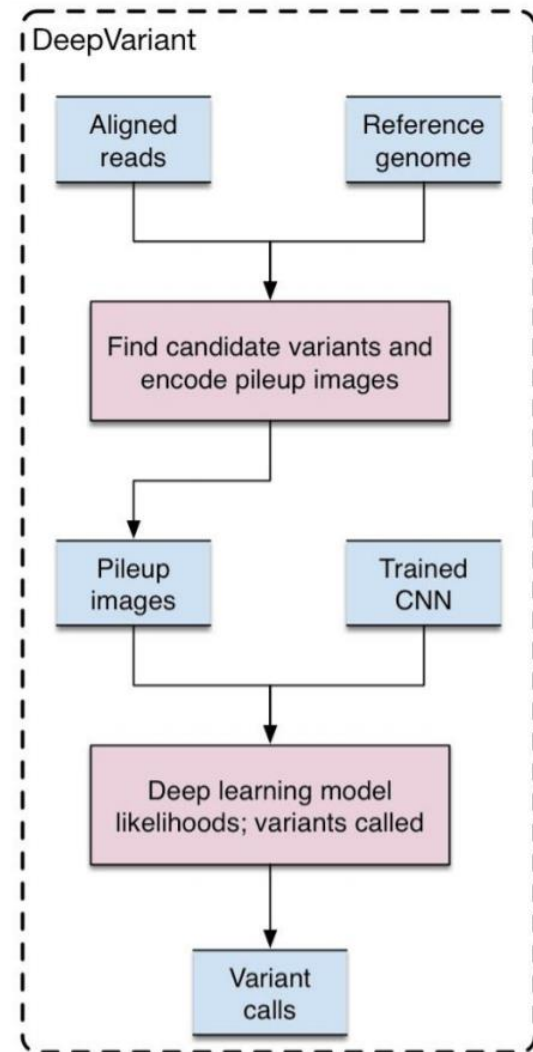 DeepVariant
Aligned
reads
Reference
genome
Find candidate variants and
encode pileup images
Pileup
images
Trained
CNN
Deep learning model
likelihoods; variants called
Variant
calls